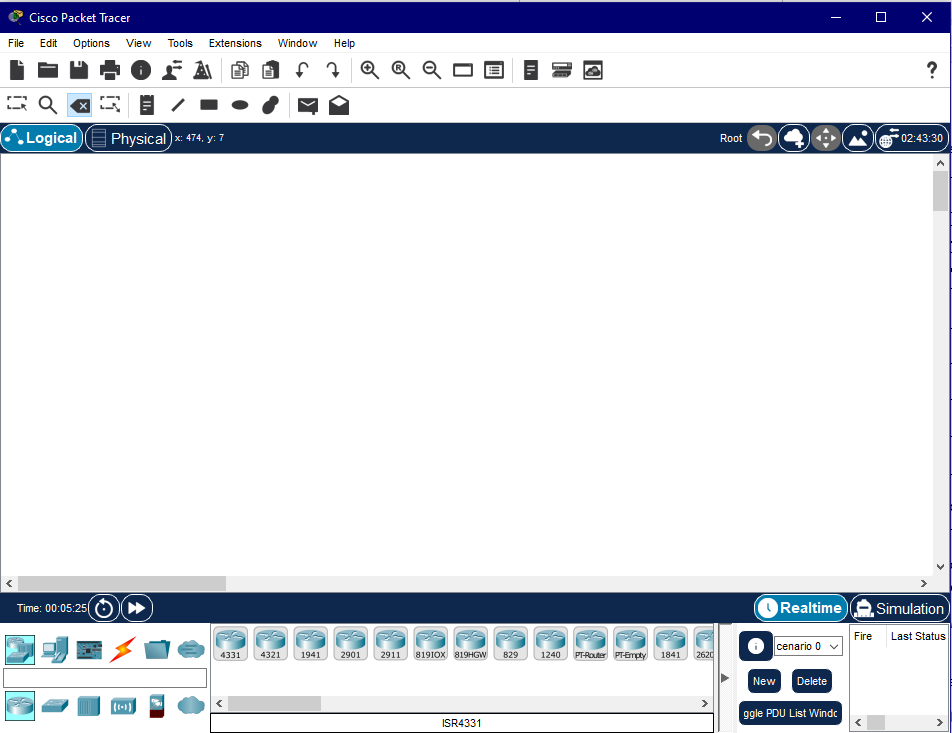 Cisco Packet Tracer
File Edit Options View Tools Extensions Window Help
Logical Physical x: 474, y: 7 Root 02:43:30
Time: 00:05:25 Realtime Simulation
4331 4321 1941 2901 2911 819IOX 819HGW 829 1240 PT-Router PT-Empty 1841 2620
ISR4331
cenario 0
New Delete
ggle PDU List Windo
Fire Last Status